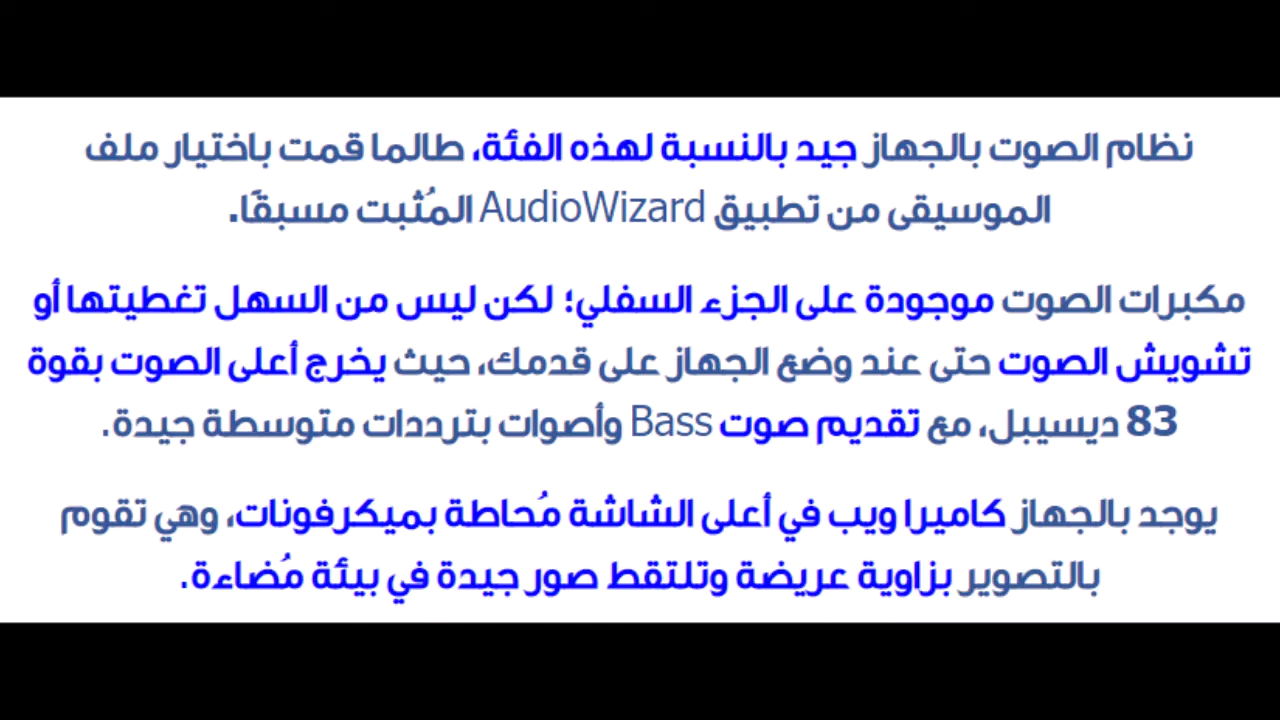 نظام الصوت بالجهاز جيد بالنسبة لهذه الفئة، طالما قمت باختيار ملف
الموسيقى من تطبيق AudioWizard المُثبت مسبقًا.
مكبرات الصوت موجودة على الجزء السفلي؛ لكن ليس من السهل تغطيتها أو
تشويش الصوت حتى عند وضع الجهاز على قدمك، حيث يخرج أعلى الصوت بقوة
83 ديسيبل، مع تقديم صوت Bass وأصوات بترددات متوسطة جيدة.
يوجد بالجهاز كاميرا ويب في أعلى الشاشة مُحاطة بميكرفونات، وهي تقوم
بالتصوير بزاوية عريضة وتلتقط صور جيدة في بيئة مُضاءة.